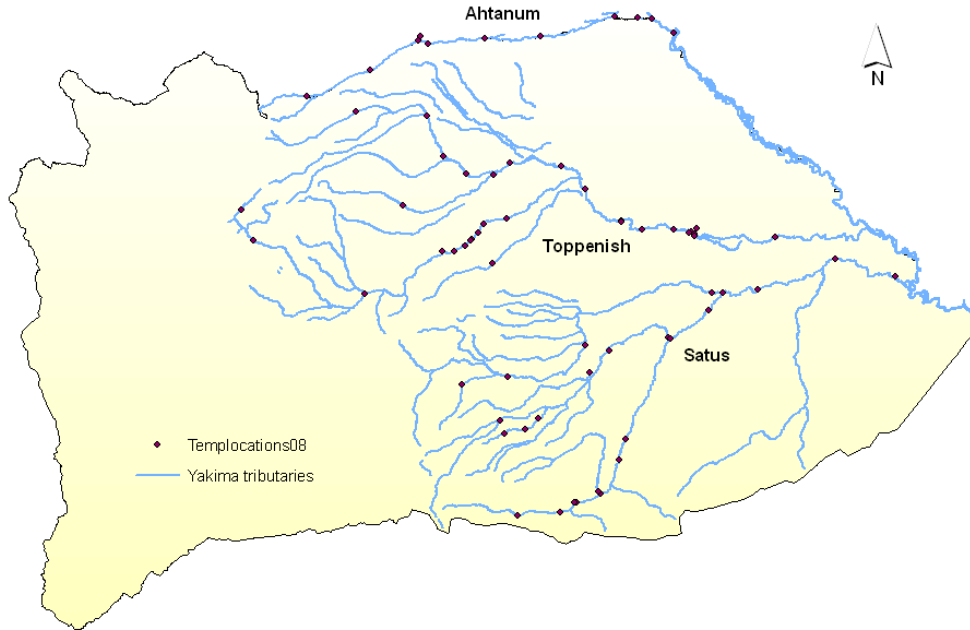 Ahtanum
N
Toppenish
Satus
Templocations08
Yakima tributaries